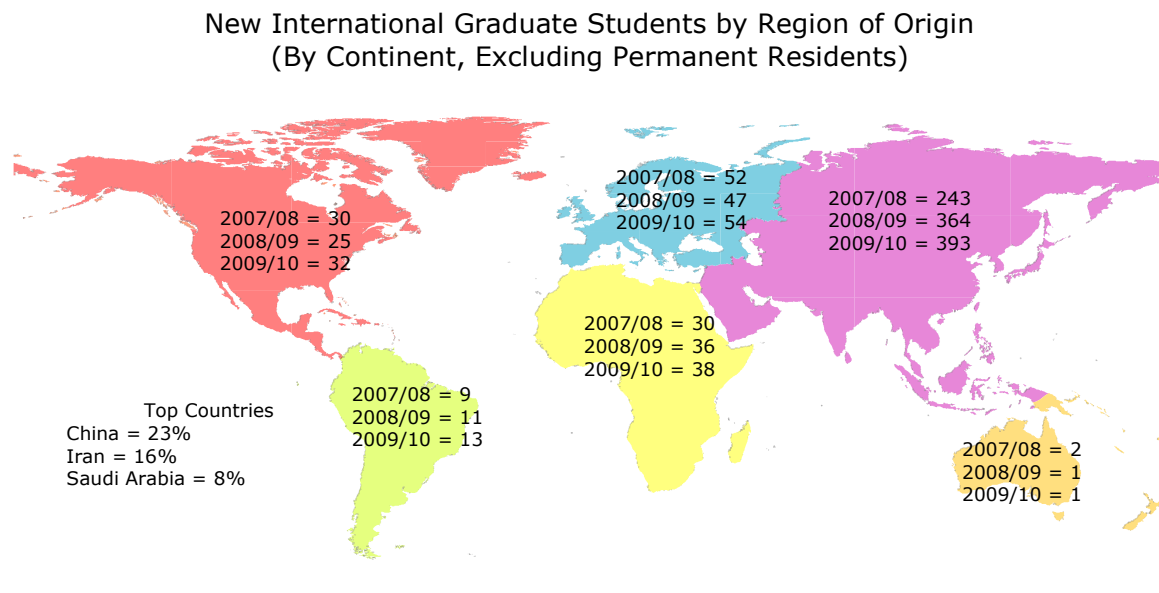 New International Graduate Students by Region of Origin
(By Continent, Excluding Permanent Residents)
2007/08 = 30
2008/09 = 25
2009/10 = 32
2007/08 = 52
2008/09 = 47
2009/10 = 54
2007/08 = 243
2008/09 = 364
2009/10 = 393
2007/08 = 30
2008/09 = 36
2009/10 = 38
2007/08 = 9
2008/09 = 11
2009/10 = 13
Top Countries
China = 23%
Iran = 16%
Saudi Arabia = 8%
2007/08 = 2
2008/09 = 1
2009/10 = 1